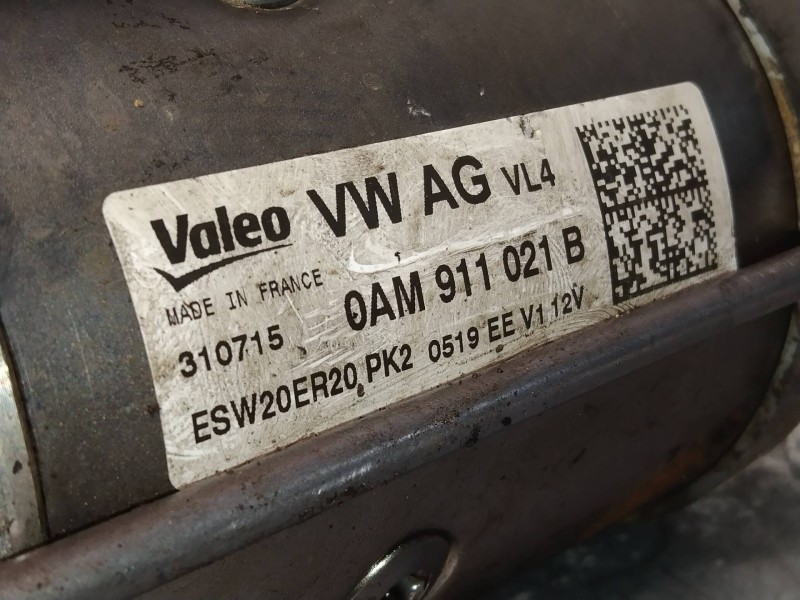 Valeo VW AG VL4
MADE IN FRANCE
0AM 911 021 B
310715
ESW20ER20 PK2 0519 EE V1 12V